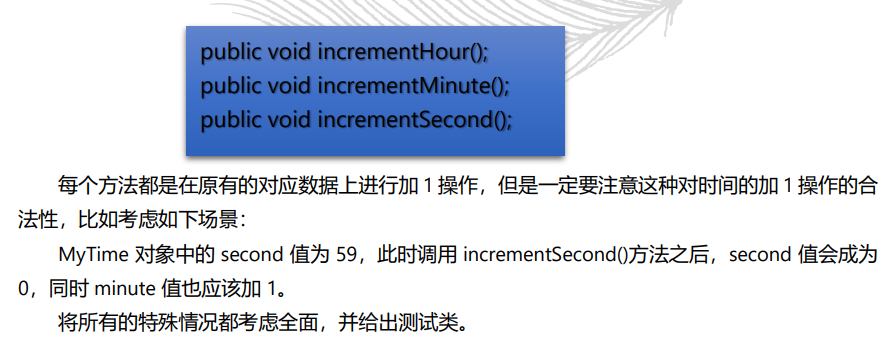 public void incrementHour();
public void incrementMinute();
public void incrementSecond();
每个方法都是在原有的对应数据上进行加 1 操作，但是一定要注意这种对时间的加 1 操作的合
法性，比如考虑如下场景：
MyTime 对象中的 second 值为 59，此时调用 incrementSecond()方法之后，second 值会成为
0，同时 minute 值也应该加 1。
将所有的特殊情况都考虑全面，并给出测试类。